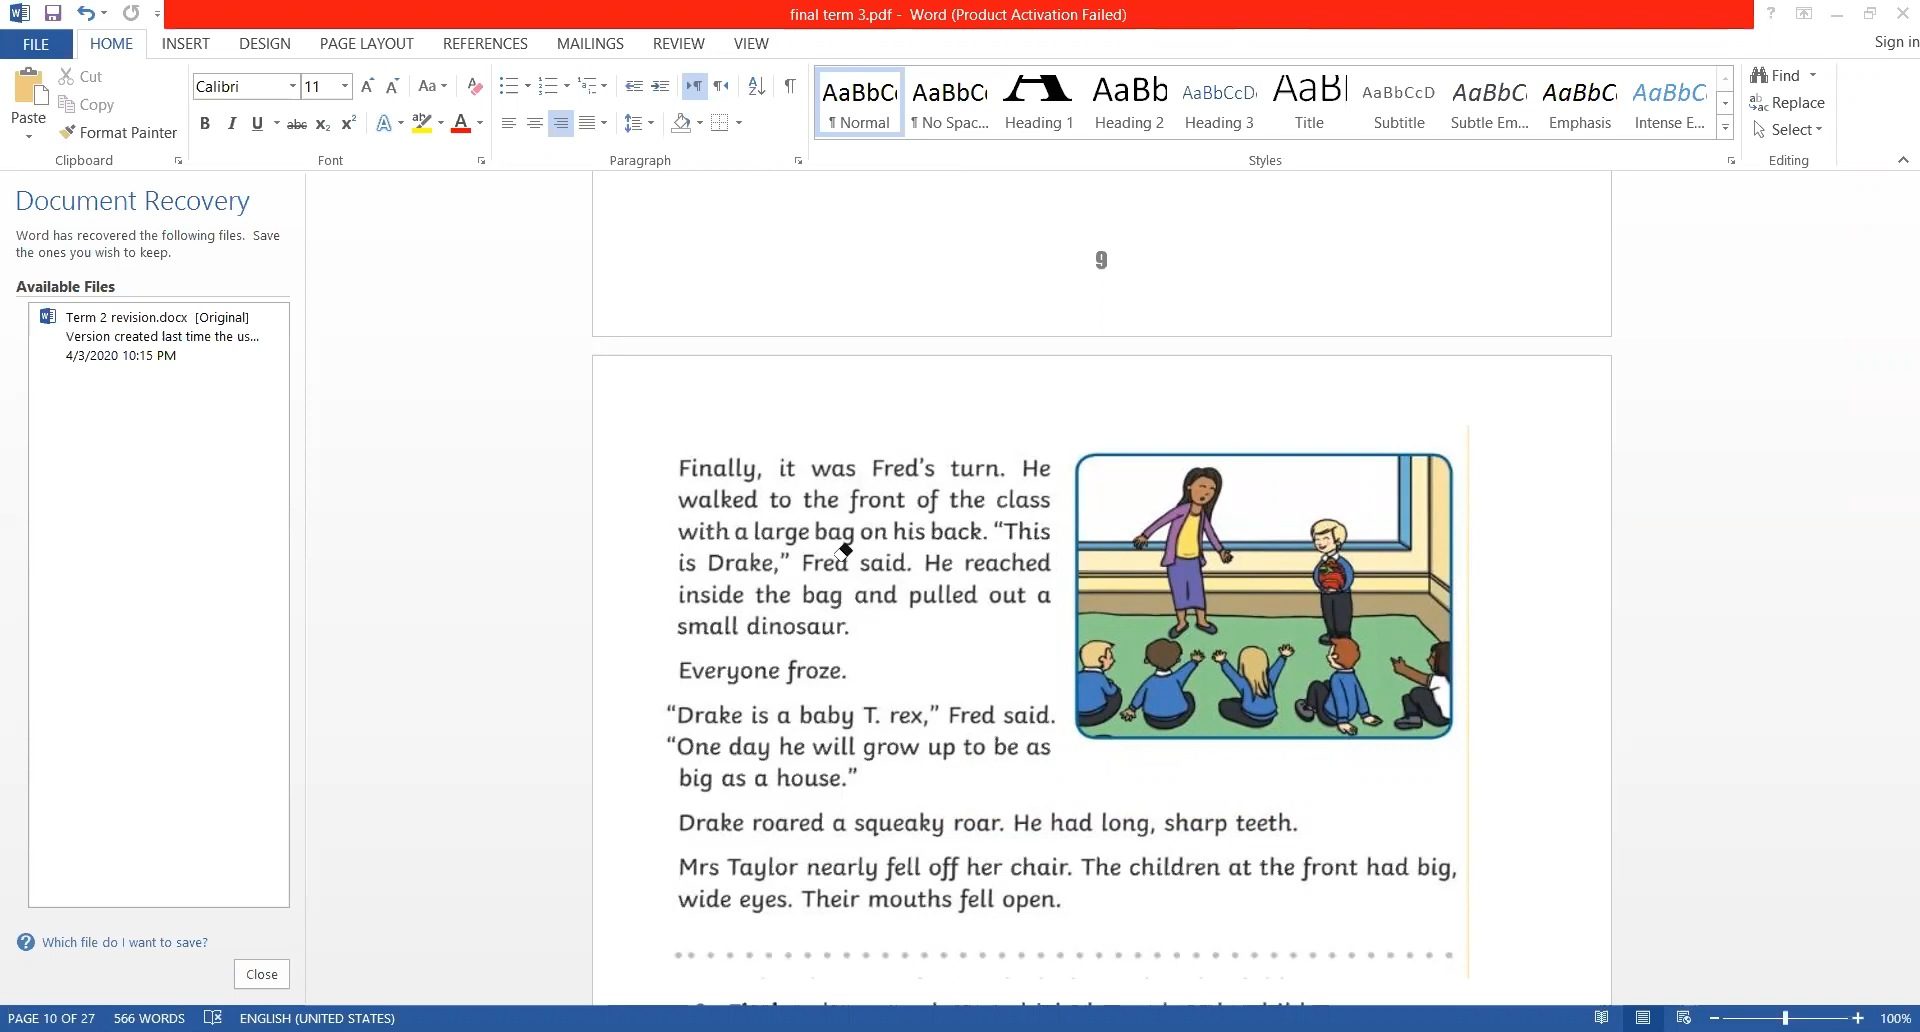 final term 3.pdf - Word (Product Activation Failed)
FILE HOME INSERT DESIGN PAGE LAYOUT REFERENCES MAILINGS REVIEW VIEW
Sign in
Paste
Cut
Copy
Format Painter
Clipboard
Calibri 11
Aa
B I U abc X₂ X² A ab A
Font
Paragraph
AaBbCc AaBbCc A AaBb AaBbCcD AaB AaBbCcD AaBbC AaBbC AaBbC
¶ Normal ¶ No Spac... Heading 1 Heading 2 Heading 3 Title Subtitle Subtle Em... Emphasis Intense E...
Styles
Find
Replace
Select
Editing
Document Recovery
Word has recovered the following files. Save
the ones you wish to keep.
Available Files
Term 2 revision.docx [Original]
Version created last time the us...
4/3/2020 10:15 PM
Which file do I want to save?
Close
9
Finally, it was Fred's turn. He
walked to the front of the class
with a large bag on his back. "This
is Drake," Fred said. He reached
inside the bag and pulled out a
small dinosaur.
Everyone froze.
"Drake is a baby T. rex," Fred said.
"One day he will grow up to be as
big as a house."
Drake roared a squeaky roar. He had long, sharp teeth.
Mrs Taylor nearly fell off her chair. The children at the front had big,
wide eyes. Their mouths fell open.
PAGE 10 OF 27 566 WORDS ENGLISH (UNITED STATES)
100%